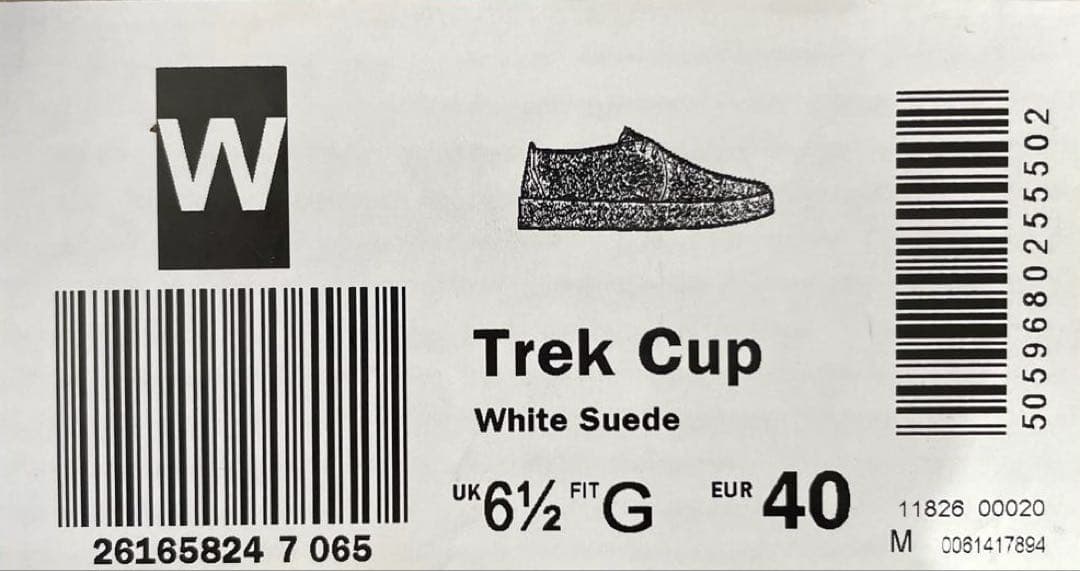 W
Trek Cup
White Suede
UK 6½ FIT G EUR 40
26165824 7 065
5059680255502
11826 00020
M 0061417894